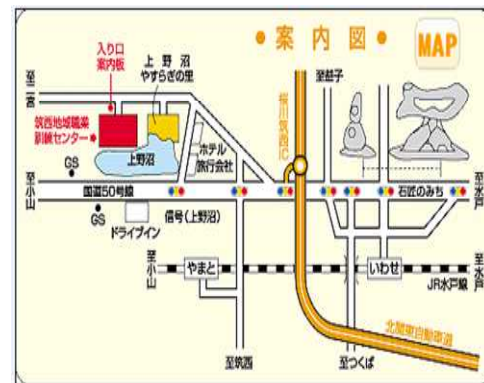 ● 案内図 ●
MAP
入り口
案内板
上野沼
やすらぎの里
至二宮
至益子
桜川筑西IC
筑西地域職業
訓練センター
上野沼
ホテル
旅行会社
GS
至小山
国道50号線
石匠のみち
至水戸
GS
ドライブイン
信号(上野沼)
至小山
やまと
いわせ
至水戸
JR水戸線
北関東自動車道
至筑西
至つくば